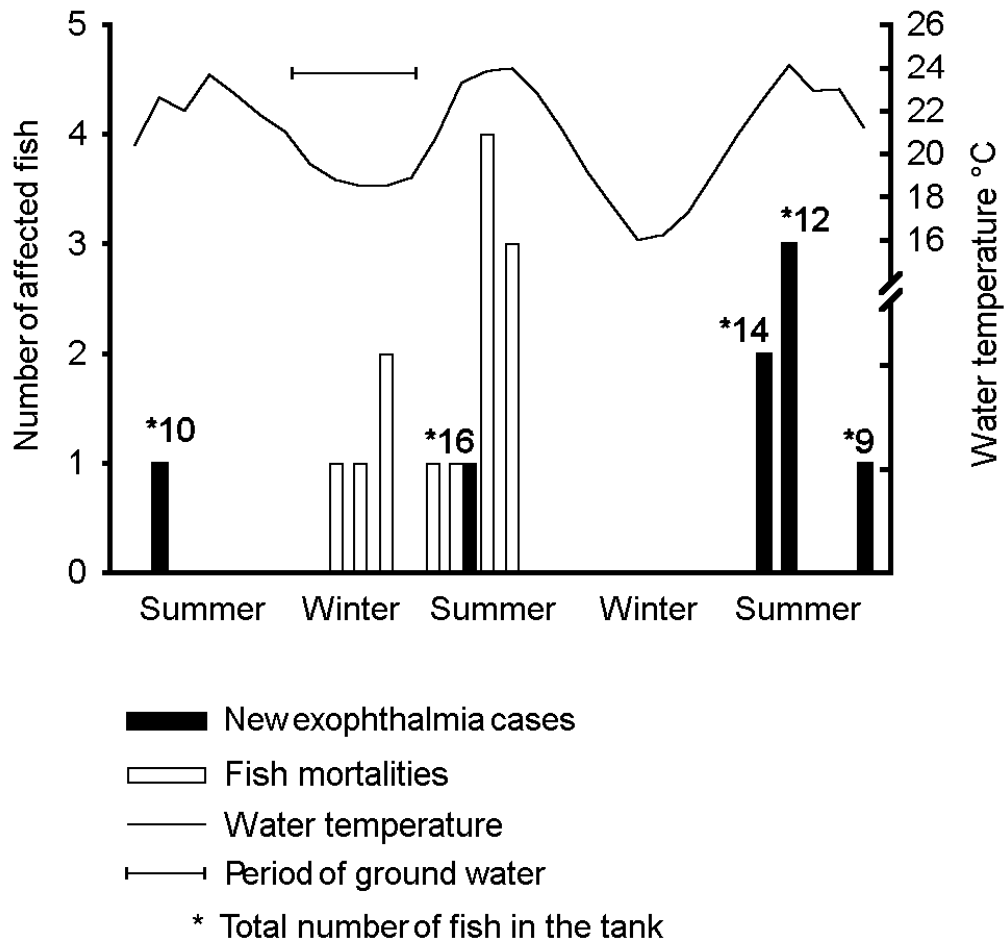 5
4
3
2
1
0
Number of affected fish
26
24
22
20
18
16
Water temperature °C
*10
*16
*14
*12
*9
Summer Winter Summer Winter Summer
New exophthalmia cases
Fish mortalities
Water temperature
Period of ground water
* Total number of fish in the tank